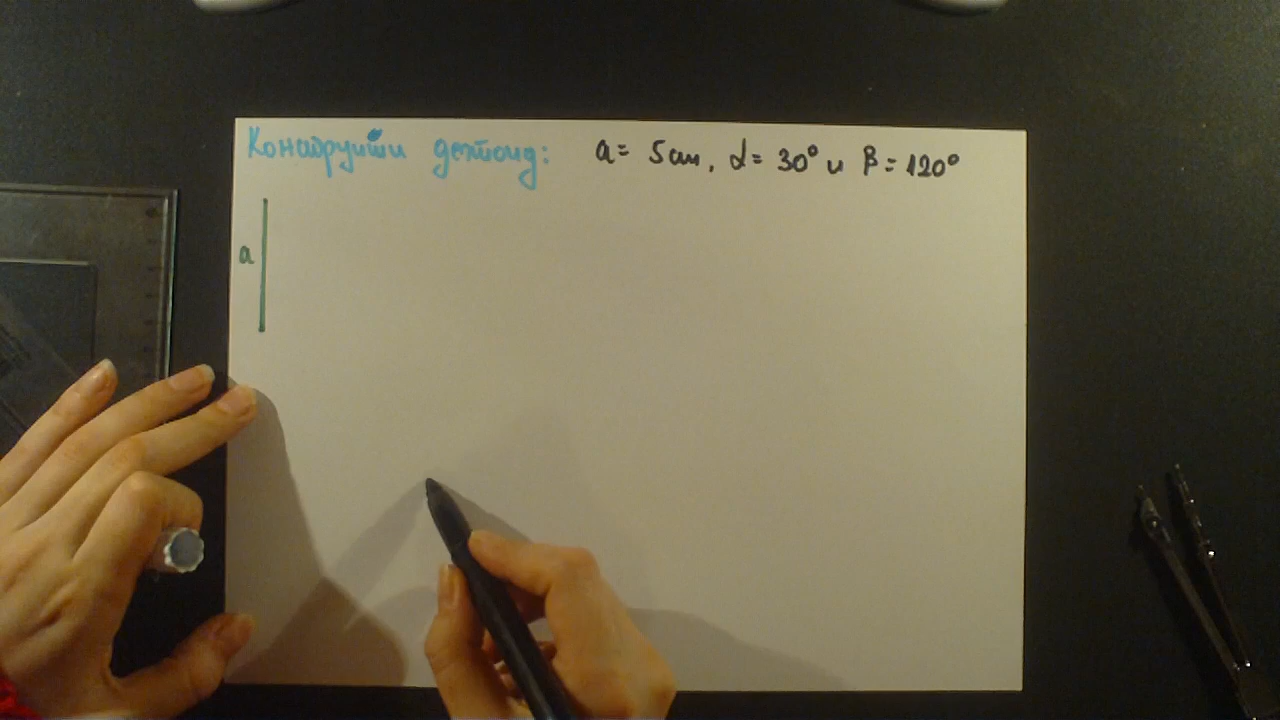 Конструиши делтоид: a= 5cm, α= 30° и β= 120°
a